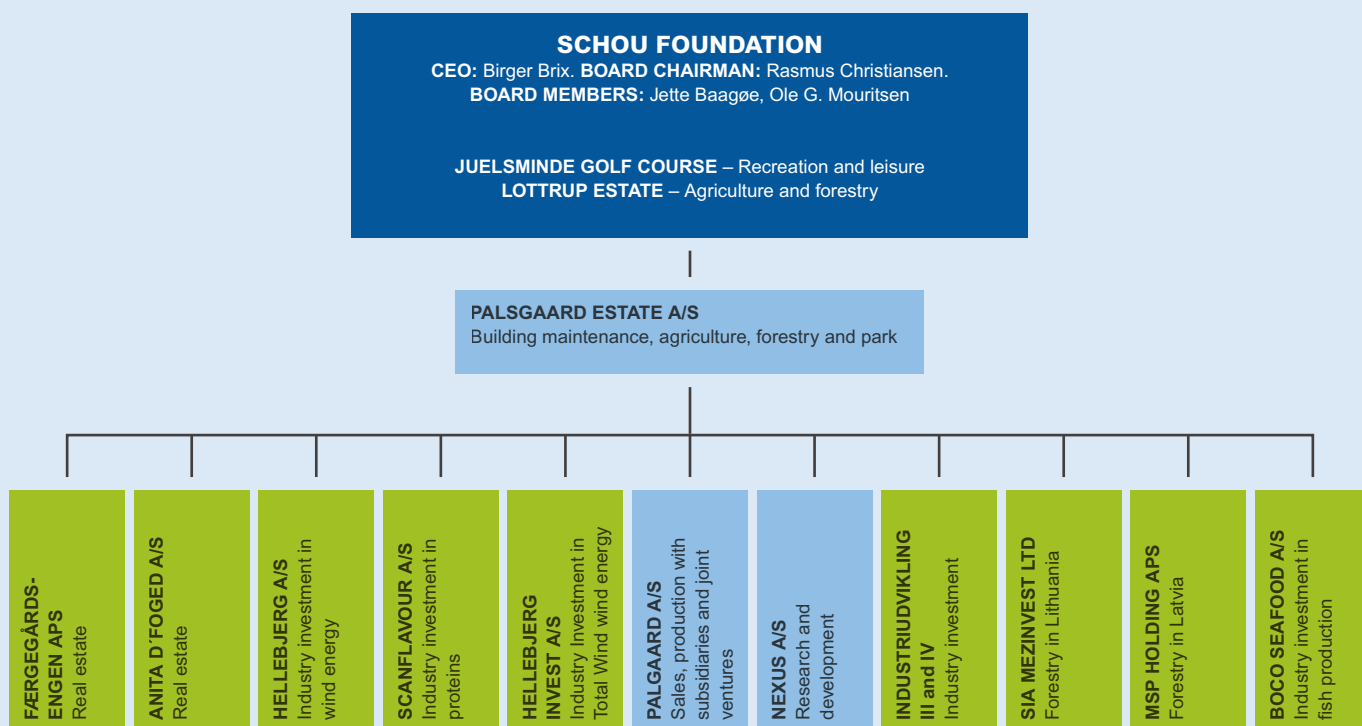 SCHOU FOUNDATION
CEO: Birger Brix. BOARD CHAIRMAN: Rasmus Christiansen.
BOARD MEMBERS: Jette Baagøe, Ole G. Mouritsen
JUELSMINDE GOLF COURSE – Recreation and leisure
LOTTRUP ESTATE – Agriculture and forestry
PALSGAARD ESTATE A/S
Building maintenance, agriculture, forestry and park
FÆRGEGÅRDS-
ENGEN APS
Real estate
ANITA D´FOGED A/S
Real estate
HELLEBJERG A/S
Industry investment in
wind energy
SCANFLAVOUR A/S
Industry investment in
proteins
HELLEBJERG
INVEST A/S
Industry Investment in
Total Wind wind energy
PALGAARD A/S
Sales, production with
subsidiaries and joint
ventures
NEXUS A/S
Research and
development
INDUSTRIUDVIKLING
III and IV
Industry investment
SIA MEZINVEST LTD
Forestry in Lithuania
MSP HOLDING APS
Forestry in Latvia
BOCO SEAFOOD A/S
Industry investment in
fish production